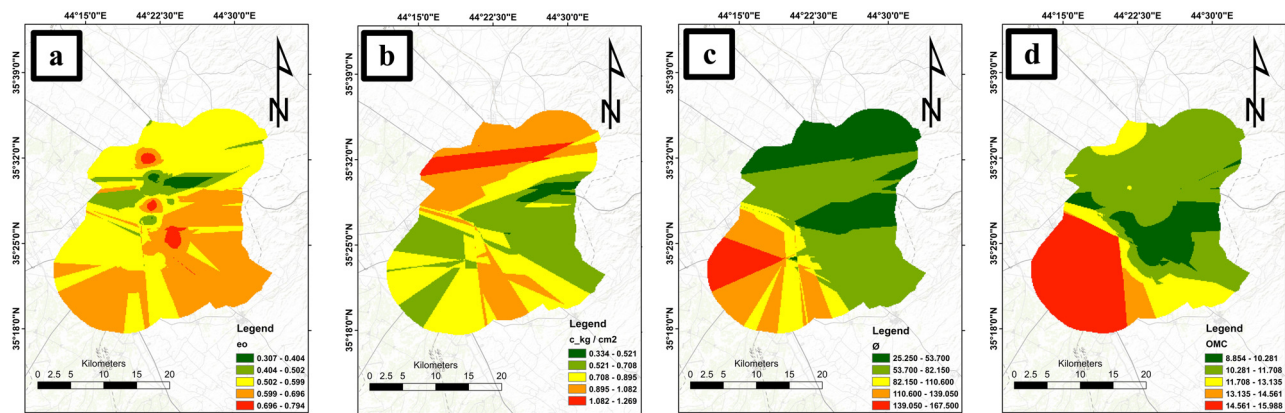 44°15'0"E 44°22'30"E 44°30'0"E
a
N
35°39'0"N
35°32'0"N
35°25'0"N
35°18'0"N
Kilometers
0 2.5 5 10 15 20
Legend
eo
0.307 - 0.404
0.404 - 0.502
0.502 - 0.599
0.599 - 0.696
0.696 - 0.794
44°15'0"E 44°22'30"E 44°30'0"E
b
N
35°39'0"N
35°32'0"N
35°25'0"N
35°18'0"N
Kilometers
0 2.5 5 10 15 20
Legend
c_kg / cm2
0.334 - 0.521
0.521 - 0.708
0.708 - 0.895
0.895 - 1.082
1.082 - 1.269
44°15'0"E 44°22'30"E 44°30'0"E
c
N
35°39'0"N
35°32'0"N
35°25'0"N
35°18'0"N
Kilometers
0 2.5 5 10 15 20
Legend
Ø
25.250 - 53.700
53.700 - 82.150
82.150 - 110.600
110.600 - 139.050
139.050 - 167.500
44°15'0"E 44°22'30"E 44°30'0"E
d
N
35°39'0"N
35°32'0"N
35°25'0"N
35°18'0"N
Kilometers
0 2.5 5 10 15 20
Legend
OMC
8.854 - 10.281
10.281 - 11.708
11.708 - 13.135
13.135 - 14.561
14.561 - 15.988